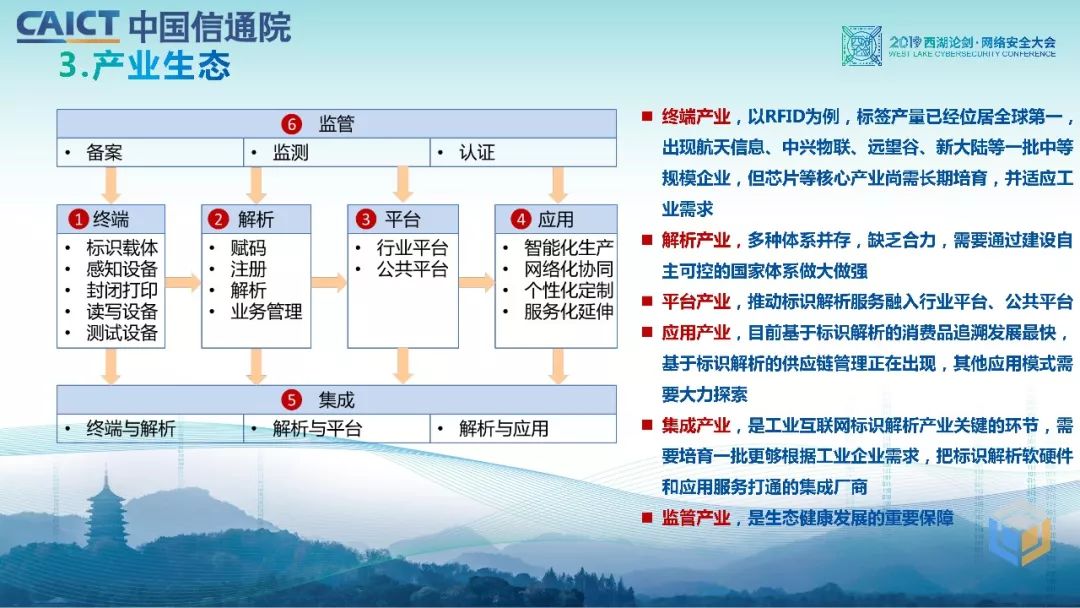 CAICT 中国信通院
2019 西湖论剑·网络安全大会
WEST LAKE CYBERSECURITY CONFERENCE
3.产业生态
6 监管
• 备案 • 监测 • 认证
1 终端
• 标识载体
• 感知设备
• 封闭打印
• 读写设备
• 测试设备
2 解析
• 赋码
• 注册
• 解析
• 业务管理
3 平台
• 行业平台
• 公共平台
4 应用
• 智能化生产
• 网络化协同
• 个性化定制
• 服务化延伸
5 集成
• 终端与解析 • 解析与平台 • 解析与应用
■ 终端产业，以RFID为例，标签产量已经位居全球第一，
出现航天信息、中兴物联、远望谷、新大陆等一批中等
规模企业，但芯片等核心产业尚需长期培育，并适应工
业需求
■ 解析产业，多种体系并存，缺乏合力，需要通过建设自
主可控的国家体系做大做强
■ 平台产业，推动标识解析服务融入行业平台、公共平台
■ 应用产业，目前基于标识解析的消费品追溯发展最快，
基于标识解析的供应链管理正在出现，其他应用模式需
要大力探索
■ 集成产业，是工业互联网标识解析产业关键的环节，需
要培育一批更够根据工业企业需求，把标识解析软硬件
和应用服务打通的集成厂商
■ 监管产业，是生态健康发展的重要保障